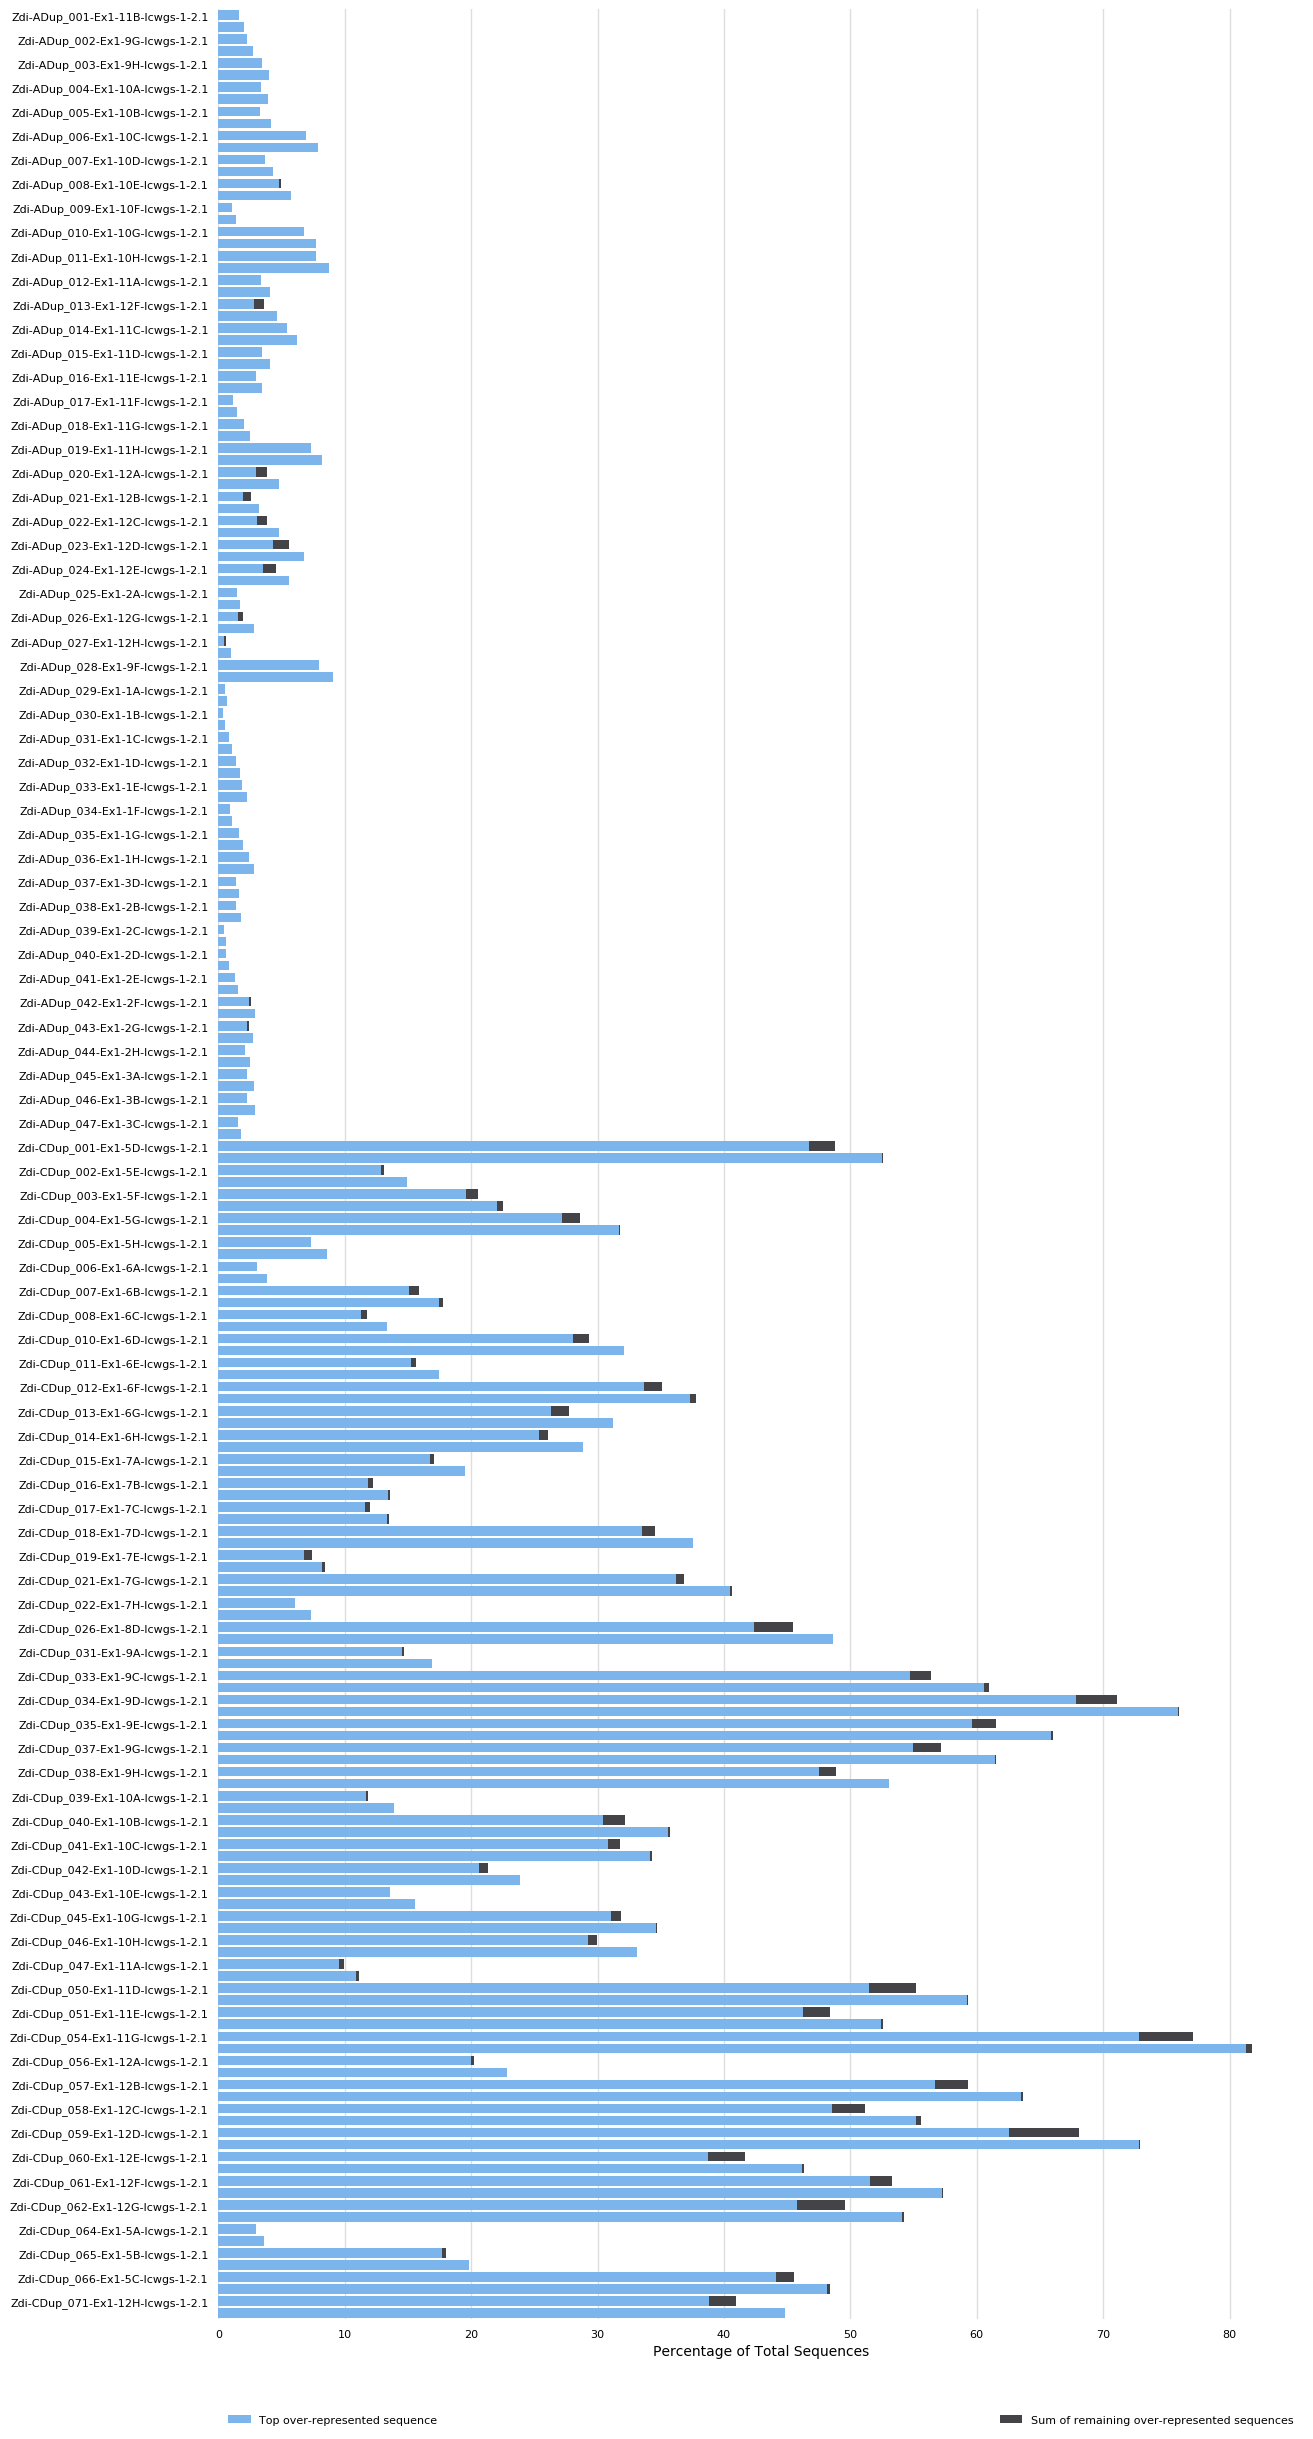 Zdi-ADup_001-Ex1-11B-lcwgs-1-2.1
Zdi-ADup_002-Ex1-9G-lcwgs-1-2.1
Zdi-ADup_003-Ex1-9H-lcwgs-1-2.1
Zdi-ADup_004-Ex1-10A-lcwgs-1-2.1
Zdi-ADup_005-Ex1-10B-lcwgs-1-2.1
Zdi-ADup_006-Ex1-10C-lcwgs-1-2.1
Zdi-ADup_007-Ex1-10D-lcwgs-1-2.1
Zdi-ADup_008-Ex1-10E-lcwgs-1-2.1
Zdi-ADup_009-Ex1-10F-lcwgs-1-2.1
Zdi-ADup_010-Ex1-10G-lcwgs-1-2.1
Zdi-ADup_011-Ex1-10H-lcwgs-1-2.1
Zdi-ADup_012-Ex1-11A-lcwgs-1-2.1
Zdi-ADup_013-Ex1-12F-lcwgs-1-2.1
Zdi-ADup_014-Ex1-11C-lcwgs-1-2.1
Zdi-ADup_015-Ex1-11D-lcwgs-1-2.1
Zdi-ADup_016-Ex1-11E-lcwgs-1-2.1
Zdi-ADup_017-Ex1-11F-lcwgs-1-2.1
Zdi-ADup_018-Ex1-11G-lcwgs-1-2.1
Zdi-ADup_019-Ex1-11H-lcwgs-1-2.1
Zdi-ADup_020-Ex1-12A-lcwgs-1-2.1
Zdi-ADup_021-Ex1-12B-lcwgs-1-2.1
Zdi-ADup_022-Ex1-12C-lcwgs-1-2.1
Zdi-ADup_023-Ex1-12D-lcwgs-1-2.1
Zdi-ADup_024-Ex1-12E-lcwgs-1-2.1
Zdi-ADup_025-Ex1-2A-lcwgs-1-2.1
Zdi-ADup_026-Ex1-12G-lcwgs-1-2.1
Zdi-ADup_027-Ex1-12H-lcwgs-1-2.1
Zdi-ADup_028-Ex1-9F-lcwgs-1-2.1
Zdi-ADup_029-Ex1-1A-lcwgs-1-2.1
Zdi-ADup_030-Ex1-1B-lcwgs-1-2.1
Zdi-ADup_031-Ex1-1C-lcwgs-1-2.1
Zdi-ADup_032-Ex1-1D-lcwgs-1-2.1
Zdi-ADup_033-Ex1-1E-lcwgs-1-2.1
Zdi-ADup_034-Ex1-1F-lcwgs-1-2.1
Zdi-ADup_035-Ex1-1G-lcwgs-1-2.1
Zdi-ADup_036-Ex1-1H-lcwgs-1-2.1
Zdi-ADup_037-Ex1-3D-lcwgs-1-2.1
Zdi-ADup_038-Ex1-2B-lcwgs-1-2.1
Zdi-ADup_039-Ex1-2C-lcwgs-1-2.1
Zdi-ADup_040-Ex1-2D-lcwgs-1-2.1
Zdi-ADup_041-Ex1-2E-lcwgs-1-2.1
Zdi-ADup_042-Ex1-2F-lcwgs-1-2.1
Zdi-ADup_043-Ex1-2G-lcwgs-1-2.1
Zdi-ADup_044-Ex1-2H-lcwgs-1-2.1
Zdi-ADup_045-Ex1-3A-lcwgs-1-2.1
Zdi-ADup_046-Ex1-3B-lcwgs-1-2.1
Zdi-ADup_047-Ex1-3C-lcwgs-1-2.1
Zdi-CDup_001-Ex1-5D-lcwgs-1-2.1
Zdi-CDup_002-Ex1-5E-lcwgs-1-2.1
Zdi-CDup_003-Ex1-5F-lcwgs-1-2.1
Zdi-CDup_004-Ex1-5G-lcwgs-1-2.1
Zdi-CDup_005-Ex1-5H-lcwgs-1-2.1
Zdi-CDup_006-Ex1-6A-lcwgs-1-2.1
Zdi-CDup_007-Ex1-6B-lcwgs-1-2.1
Zdi-CDup_008-Ex1-6C-lcwgs-1-2.1
Zdi-CDup_010-Ex1-6D-lcwgs-1-2.1
Zdi-CDup_011-Ex1-6E-lcwgs-1-2.1
Zdi-CDup_012-Ex1-6F-lcwgs-1-2.1
Zdi-CDup_013-Ex1-6G-lcwgs-1-2.1
Zdi-CDup_014-Ex1-6H-lcwgs-1-2.1
Zdi-CDup_015-Ex1-7A-lcwgs-1-2.1
Zdi-CDup_016-Ex1-7B-lcwgs-1-2.1
Zdi-CDup_017-Ex1-7C-lcwgs-1-2.1
Zdi-CDup_018-Ex1-7D-lcwgs-1-2.1
Zdi-CDup_019-Ex1-7E-lcwgs-1-2.1
Zdi-CDup_021-Ex1-7G-lcwgs-1-2.1
Zdi-CDup_022-Ex1-7H-lcwgs-1-2.1
Zdi-CDup_026-Ex1-8D-lcwgs-1-2.1
Zdi-CDup_031-Ex1-9A-lcwgs-1-2.1
Zdi-CDup_033-Ex1-9C-lcwgs-1-2.1
Zdi-CDup_034-Ex1-9D-lcwgs-1-2.1
Zdi-CDup_035-Ex1-9E-lcwgs-1-2.1
Zdi-CDup_037-Ex1-9G-lcwgs-1-2.1
Zdi-CDup_038-Ex1-9H-lcwgs-1-2.1
Zdi-CDup_039-Ex1-10A-lcwgs-1-2.1
Zdi-CDup_040-Ex1-10B-lcwgs-1-2.1
Zdi-CDup_041-Ex1-10C-lcwgs-1-2.1
Zdi-CDup_042-Ex1-10D-lcwgs-1-2.1
Zdi-CDup_043-Ex1-10E-lcwgs-1-2.1
Zdi-CDup_045-Ex1-10G-lcwgs-1-2.1
Zdi-CDup_046-Ex1-10H-lcwgs-1-2.1
Zdi-CDup_047-Ex1-11A-lcwgs-1-2.1
Zdi-CDup_050-Ex1-11D-lcwgs-1-2.1
Zdi-CDup_051-Ex1-11E-lcwgs-1-2.1
Zdi-CDup_054-Ex1-11G-lcwgs-1-2.1
Zdi-CDup_056-Ex1-12A-lcwgs-1-2.1
Zdi-CDup_057-Ex1-12B-lcwgs-1-2.1
Zdi-CDup_058-Ex1-12C-lcwgs-1-2.1
Zdi-CDup_059-Ex1-12D-lcwgs-1-2.1
Zdi-CDup_060-Ex1-12E-lcwgs-1-2.1
Zdi-CDup_061-Ex1-12F-lcwgs-1-2.1
Zdi-CDup_062-Ex1-12G-lcwgs-1-2.1
Zdi-CDup_064-Ex1-5A-lcwgs-1-2.1
Zdi-CDup_065-Ex1-5B-lcwgs-1-2.1
Zdi-CDup_066-Ex1-5C-lcwgs-1-2.1
Zdi-CDup_071-Ex1-12H-lcwgs-1-2.1
0 10 20 30 40 50 60 70 80
Percentage of Total Sequences
Top over-represented sequence
Sum of remaining over-represented sequences